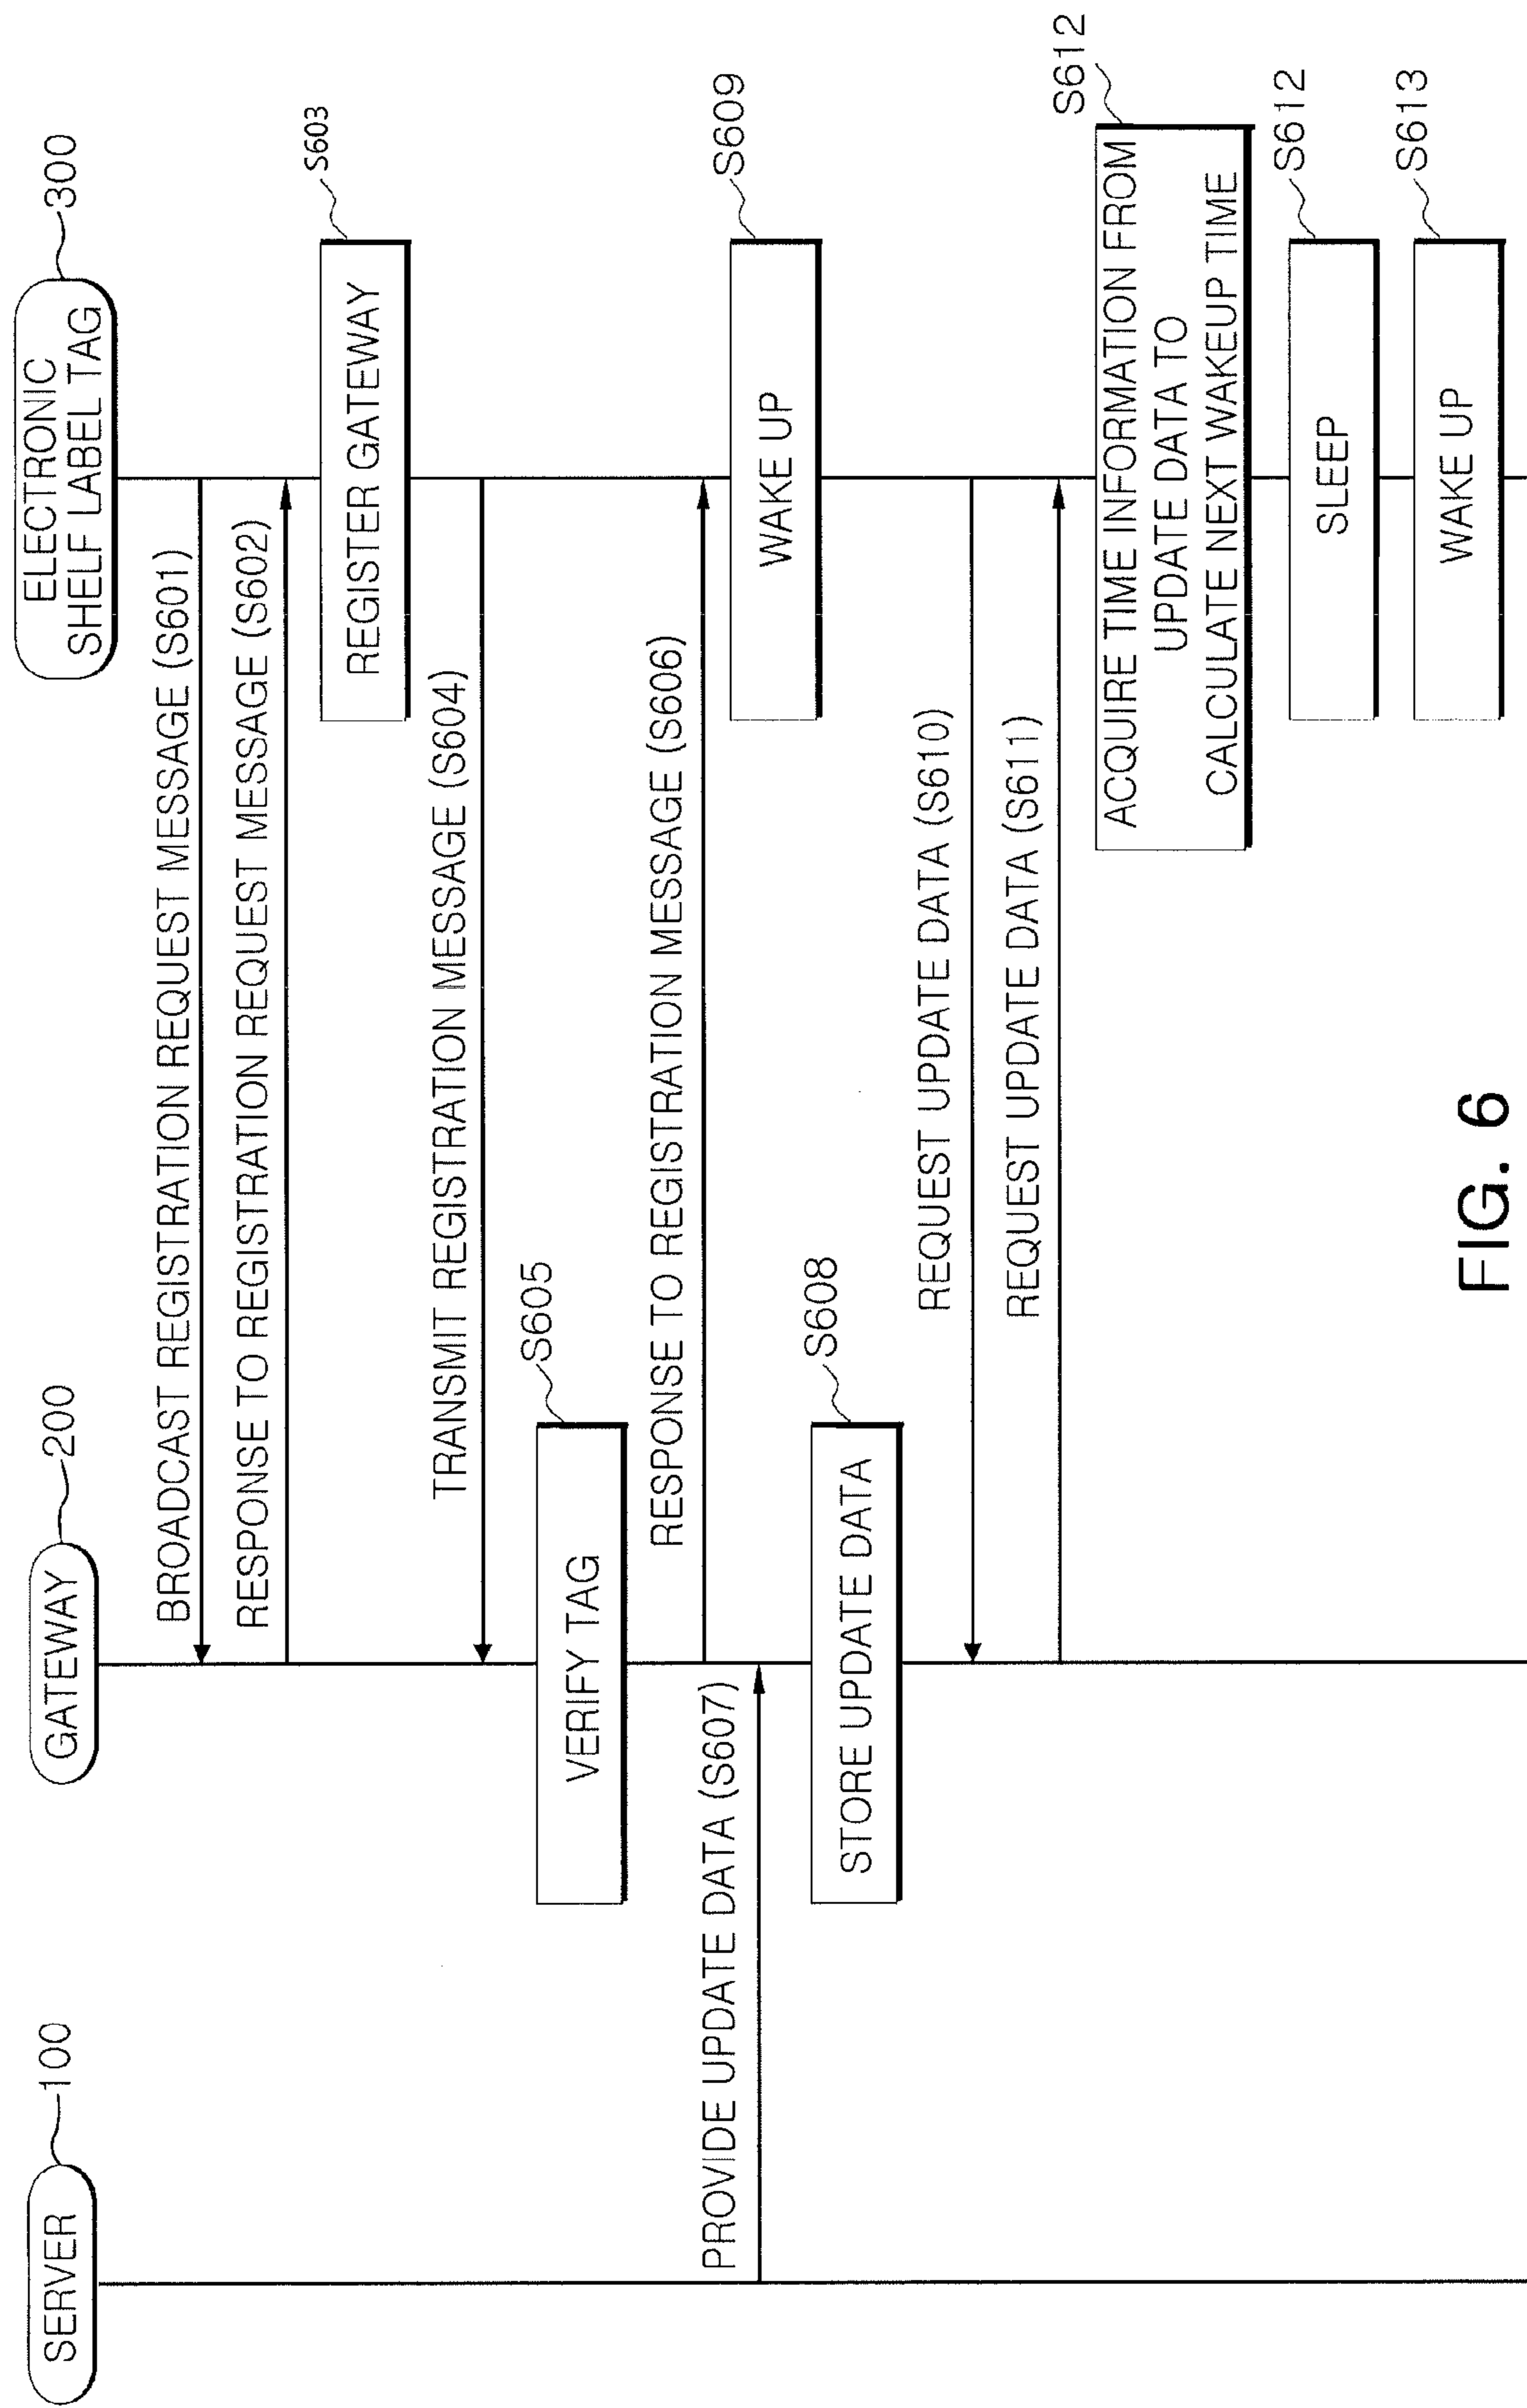 SERVER
100
GATEWAY
200
ELECTRONIC
SHELF LABEL TAG
300
BROADCAST REGISTRATION REQUEST MESSAGE (S601)
RESPONSE TO REGISTRATION REQUEST MESSAGE (S602)
REGISTER GATEWAY
S603
TRANSMIT REGISTRATION MESSAGE (S604)
VERIFY TAG
S605
RESPONSE TO REGISTRATION MESSAGE (S606)
PROVIDE UPDATE DATA (S607)
WAKE UP
S609
STORE UPDATE DATA
S608
REQUEST UPDATE DATA (S610)
REQUEST UPDATE DATA (S611)
ACQUIRE TIME INFORMATION FROM
UPDATE DATA TO
CALCULATE NEXT WAKEUP TIME
S612
SLEEP
S612
WAKE UP
S613
FIG. 6